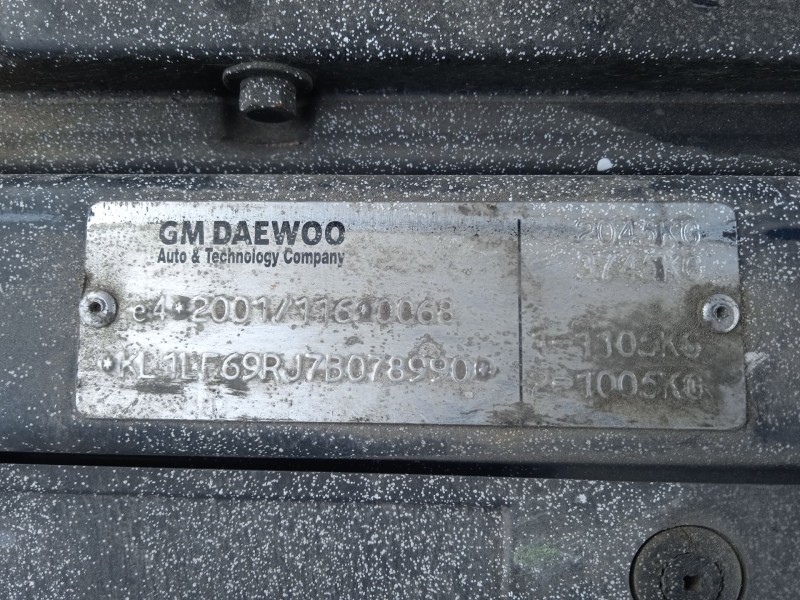 GM DAEWOO
Auto & Technology Company
e4*2001/116*0068
*KL1LF69RJ7B078990*
2045KG
3745KG
1-1105KG
2-1005KG